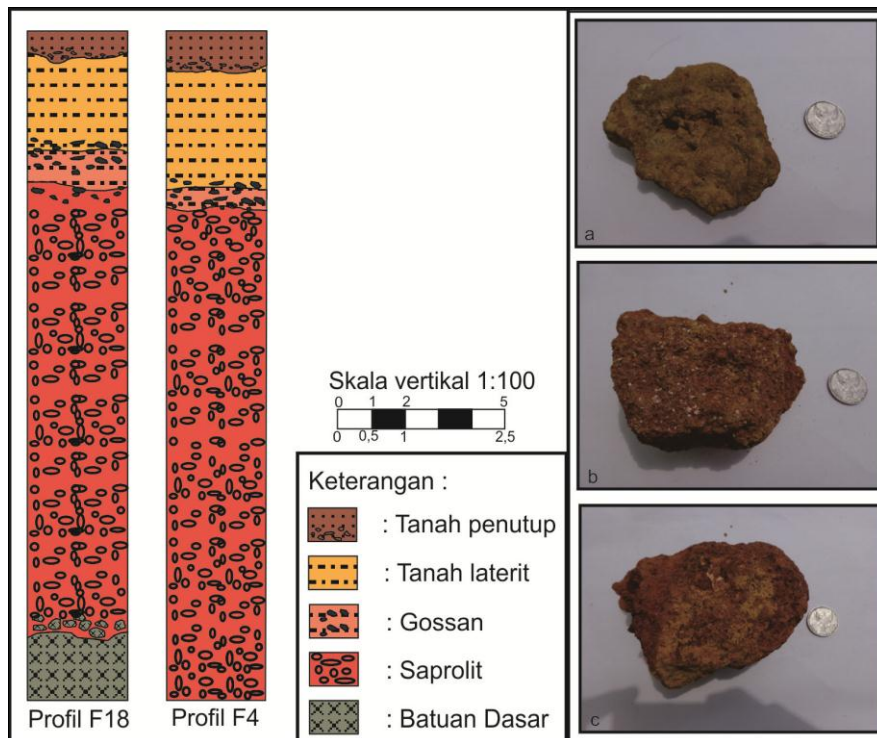 Profil F18
Profil F4
Skala vertikal 1:100
0 1 2 5
0 0,5 1 2,5
Keterangan :
: Tanah penutup
: Tanah laterit
: Gossan
: Saprolit
: Batuan Dasar
a
b
c